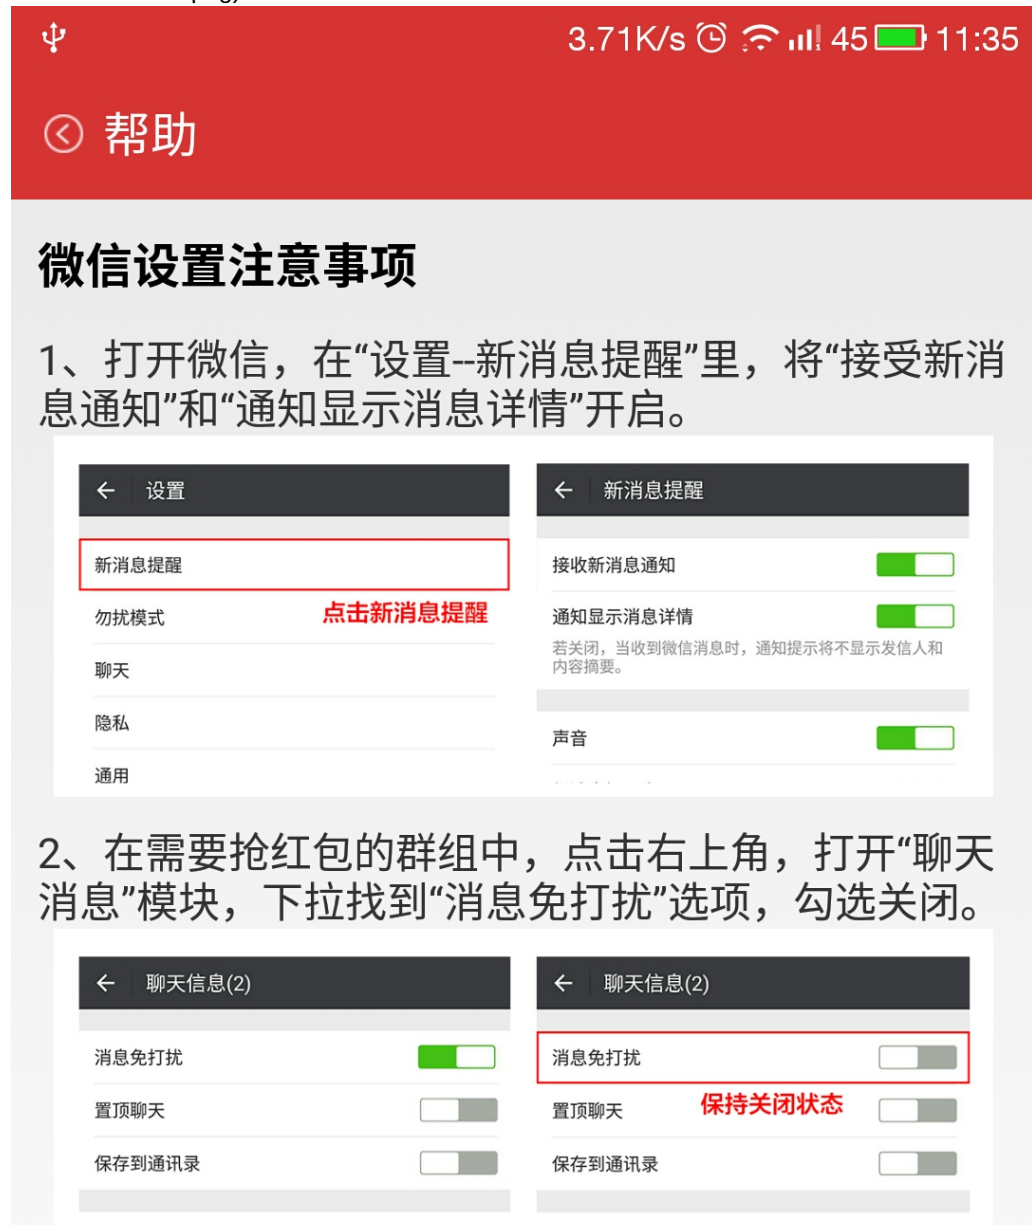 3.71K/s 45 11:35
帮助
微信设置注意事项
1、打开微信，在“设置--新消息提醒”里，将“接受新消
息通知”和“通知显示消息详情”开启。
设置
新消息提醒
勿扰模式
点击新消息提醒
聊天
隐私
通用
新消息提醒
接收新消息通知
通知显示消息详情
若关闭，当收到微信消息时，通知提示将不显示发信人和
内容摘要。
声音
2、在需要抢红包的群组中，点击右上角，打开“聊天
消息”模块，下拉找到“消息免打扰”选项，勾选关闭。
聊天信息(2)
消息免打扰
置顶聊天
保存到通讯录
聊天信息(2)
消息免打扰
置顶聊天
保持关闭状态
保存到通讯录